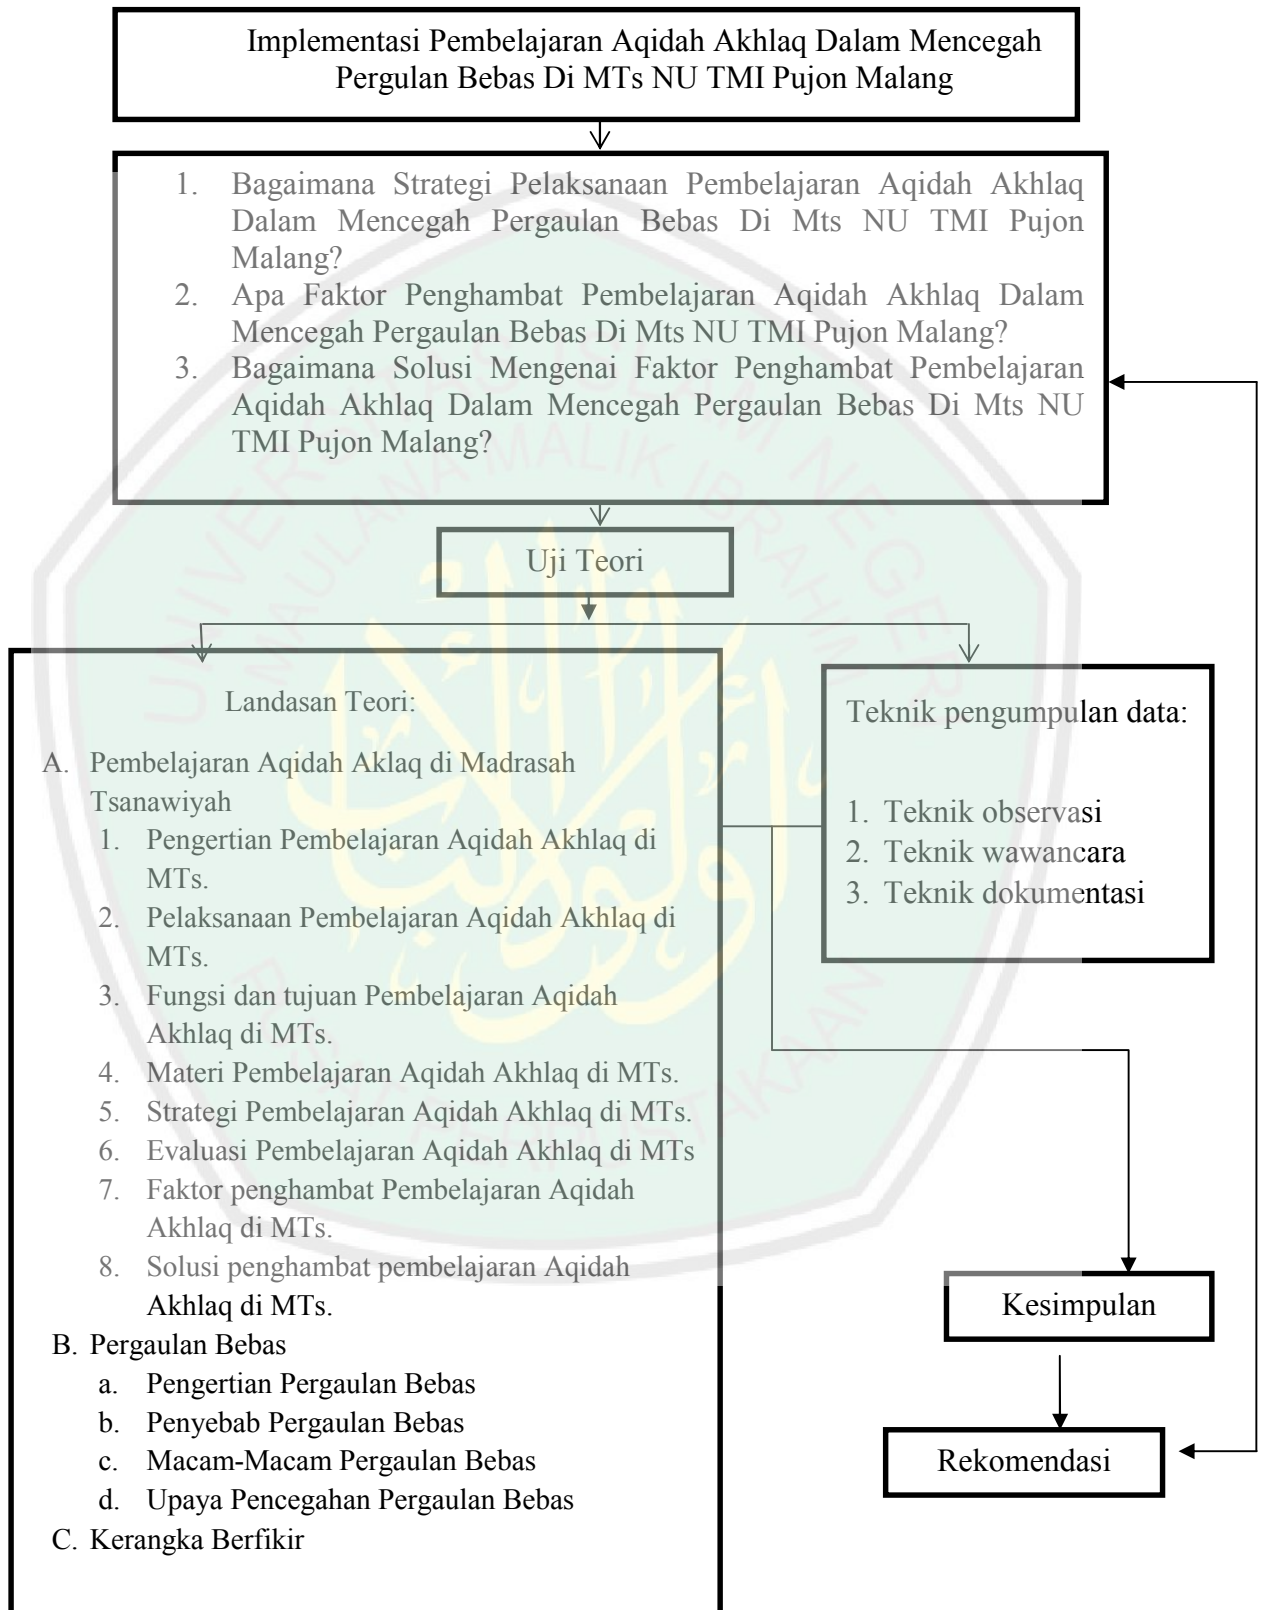 Implementasi Pembelajaran Aqidah Akhlaq Dalam Mencegah
Pergulan Bebas Di MTs NU TMI Pujon Malang
1. Bagaimana Strategi Pelaksanaan Pembelajaran Aqidah Akhlaq
Dalam Mencegah Pergaulan Bebas Di Mts NU TMI Pujon
Malang?
2. Apa Faktor Penghambat Pembelajaran Aqidah Akhlaq Dalam
Mencegah Pergaulan Bebas Di Mts NU TMI Pujon Malang?
3. Bagaimana Solusi Mengenai Faktor Penghambat Pembelajaran
Aqidah Akhlaq Dalam Mencegah Pergaulan Bebas Di Mts NU
TMI Pujon Malang?
Uji Teori
Landasan Teori:
A. Pembelajaran Aqidah Aklaq di Madrasah
Tsanawiyah
1. Pengertian Pembelajaran Aqidah Akhlaq di
MTs.
2. Pelaksanaan Pembelajaran Aqidah Akhlaq di
MTs.
3. Fungsi dan tujuan Pembelajaran Aqidah
Akhlaq di MTs.
4. Materi Pembelajaran Aqidah Akhlaq di MTs.
5. Strategi Pembelajaran Aqidah Akhlaq di MTs.
6. Evaluasi Pembelajaran Aqidah Akhlaq di MTs
7. Faktor penghambat Pembelajaran Aqidah
Akhlaq di MTs.
8. Solusi penghambat pembelajaran Aqidah
Akhlaq di MTs.
B. Pergaulan Bebas
a. Pengertian Pergaulan Bebas
b. Penyebab Pergaulan Bebas
c. Macam-Macam Pergaulan Bebas
d. Upaya Pencegahan Pergaulan Bebas
C. Kerangka Berfikir
Teknik pengumpulan data:
1. Teknik observasi
2. Teknik wawancara
3. Teknik dokumentasi
Kesimpulan
Rekomendasi
UNIVERSITAS ISLAM NEGERI
MAULANA MALIK IBRAHIM
PUSAT PERPUSTAKAAN